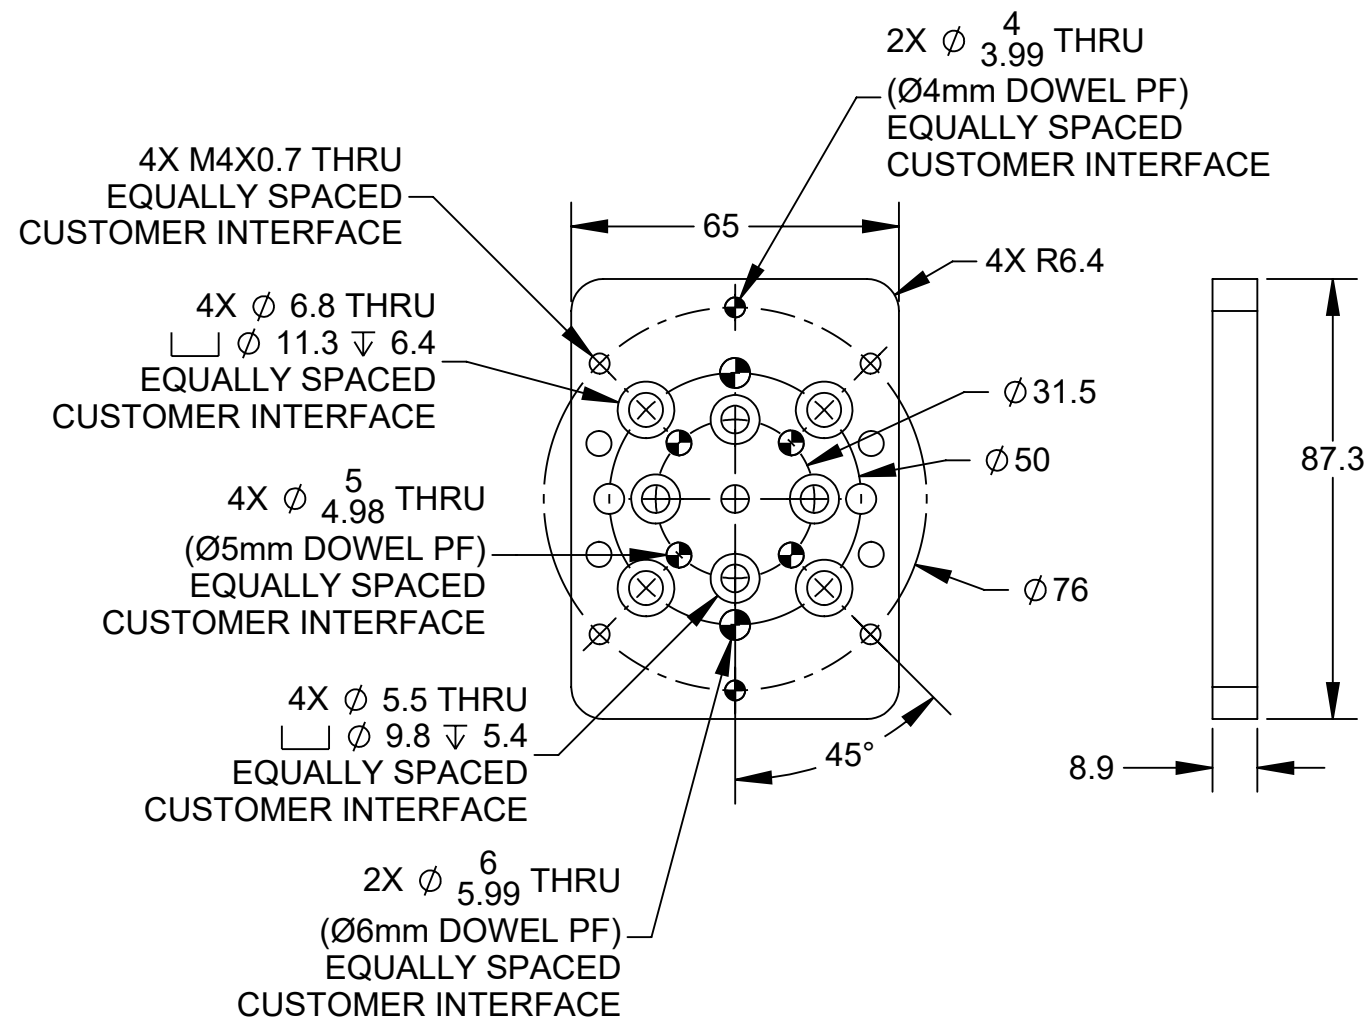 2X ⌀ 4 3.99 THRU
(Ø4mm DOWEL PF)
EQUALLY SPACED
CUSTOMER INTERFACE
4X M4X0.7 THRU
EQUALLY SPACED
CUSTOMER INTERFACE
65
4X R6.4
4X ⌀ 6.8 THRU
⌴ ⌀ 11.3 ↧ 6.4
EQUALLY SPACED
CUSTOMER INTERFACE
⌀31.5
⌀50
87.3
4X ⌀ 5 4.98 THRU
(Ø5mm DOWEL PF)
EQUALLY SPACED
CUSTOMER INTERFACE
⌀76
4X ⌀ 5.5 THRU
⌴ ⌀ 9.8 ↧ 5.4
EQUALLY SPACED
CUSTOMER INTERFACE
45°
8.9
2X ⌀ 6 5.99 THRU
(Ø6mm DOWEL PF)
EQUALLY SPACED
CUSTOMER INTERFACE